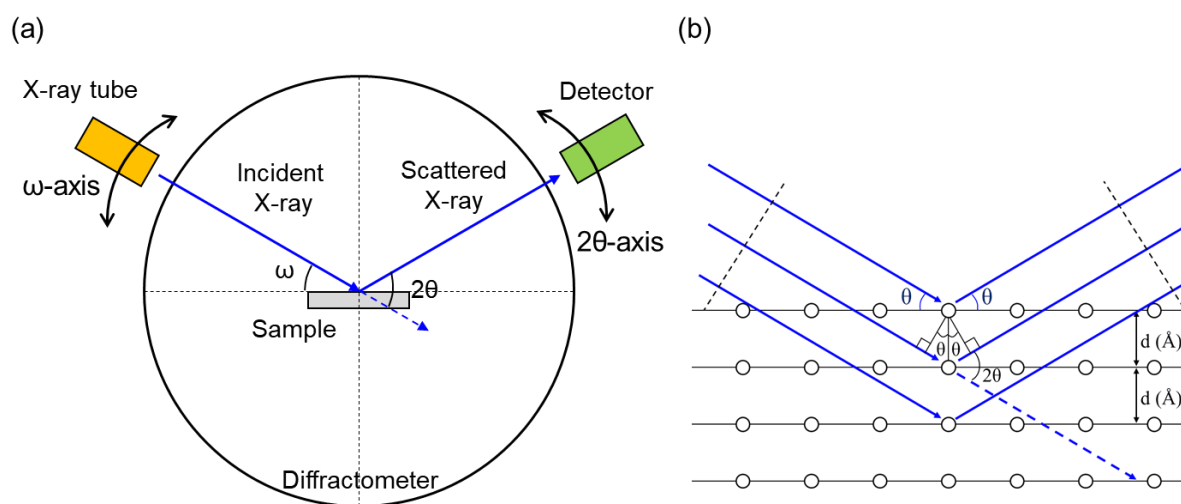 (a)
X-ray tube
ω-axis
Incident
X-ray
Scattered
X-ray
Detector
2θ-axis
ω
2θ
Sample
Diffractometer
(b)
θ
θ
θ
θ
2θ
d (Å)
d (Å)